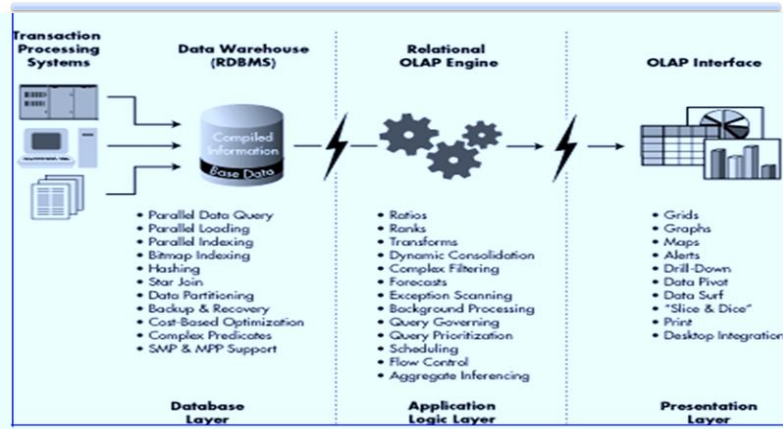 Transaction
Processing
Systems
Data Warehouse
(RDBMS)
Relational
OLAP Engine
OLAP Interface
Compiled
Information
Base Data
• Parallel Data Query
• Parallel Loading
• Parallel Indexing
• Bitmap Indexing
• Hashing
• Star Join
• Data Partitioning
• Backup & Recovery
• Cost-Based Optimization
• Complex Predicates
• SMP & MPP Support
• Ratios
• Ranks
• Transforms
• Dynamic Consolidation
• Complex Filtering
• Forecasts
• Exception Scanning
• Background Processing
• Query Governing
• Query Prioritization
• Scheduling
• Flow Control
• Aggregate Inferencing
• Grids
• Graphs
• Maps
• Alerts
• Drill-Down
• Data Pivot
• Data Surf
• "Slice & Dice"
• Print
• Desktop Integration
Database
Layer
Application
Logic Layer
Presentation
Layer